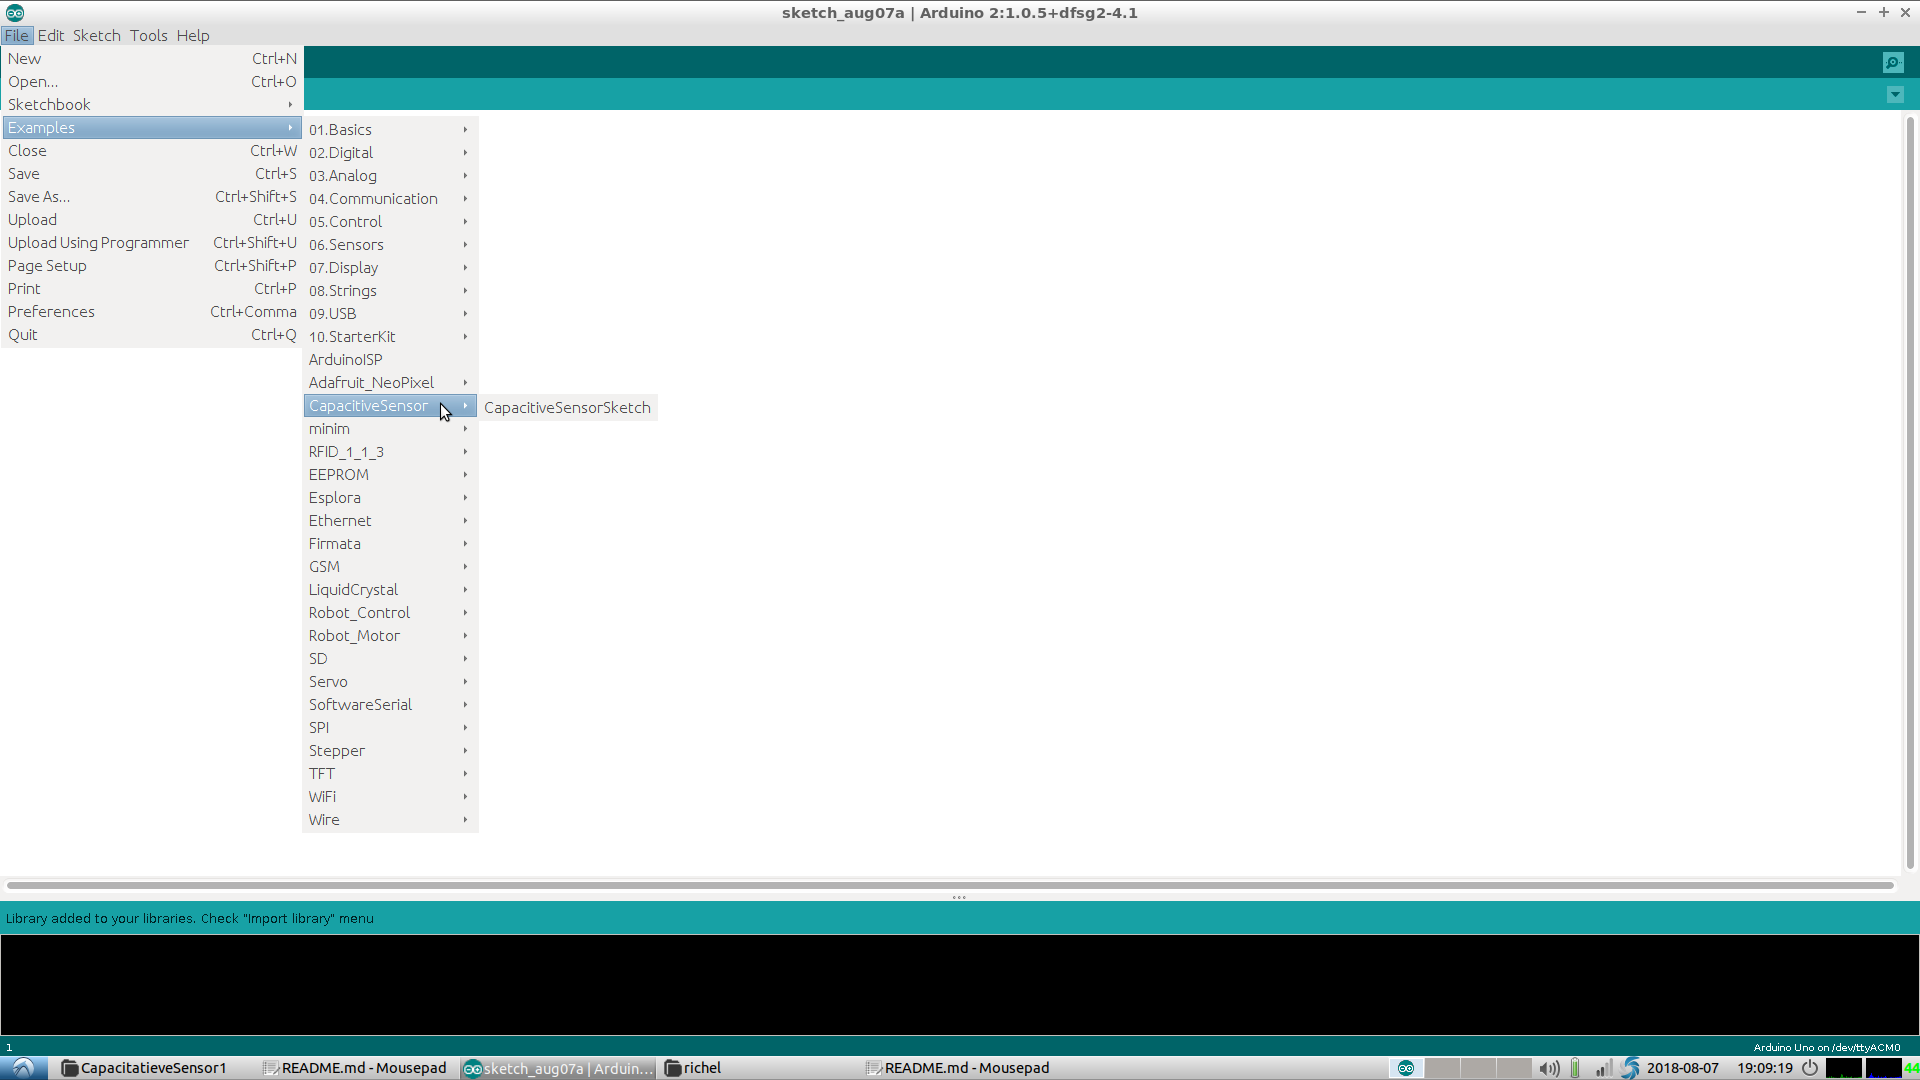 sketch_aug07a | Arduino 2:1.0.5+dfsg2-4.1
File Edit Sketch Tools Help
New Ctrl+N
Open... Ctrl+O
Sketchbook
Examples
Close Ctrl+W
Save Ctrl+S
Save As... Ctrl+Shift+S
Upload Ctrl+U
Upload Using Programmer Ctrl+Shift+U
Page Setup Ctrl+Shift+P
Print Ctrl+P
Preferences Ctrl+Comma
Quit Ctrl+Q
01.Basics
02.Digital
03.Analog
04.Communication
05.Control
06.Sensors
07.Display
08.Strings
09.USB
10.StarterKit
ArduinoISP
Adafruit_NeoPixel
CapacitiveSensor
CapacitiveSensorSketch
minim
RFID_1_1_3
EEPROM
Esplora
Ethernet
Firmata
GSM
LiquidCrystal
Robot_Control
Robot_Motor
SD
Servo
SoftwareSerial
SPI
Stepper
TFT
WiFi
Wire
Library added to your libraries. Check "Import library" menu
1 Arduino Uno on /dev/ttyACM0
CapacitatieveSensor1 README.md - Mousepad sketch_aug07a | Arduin... richel README.md - Mousepad 2018-08-07 19:09:19 44